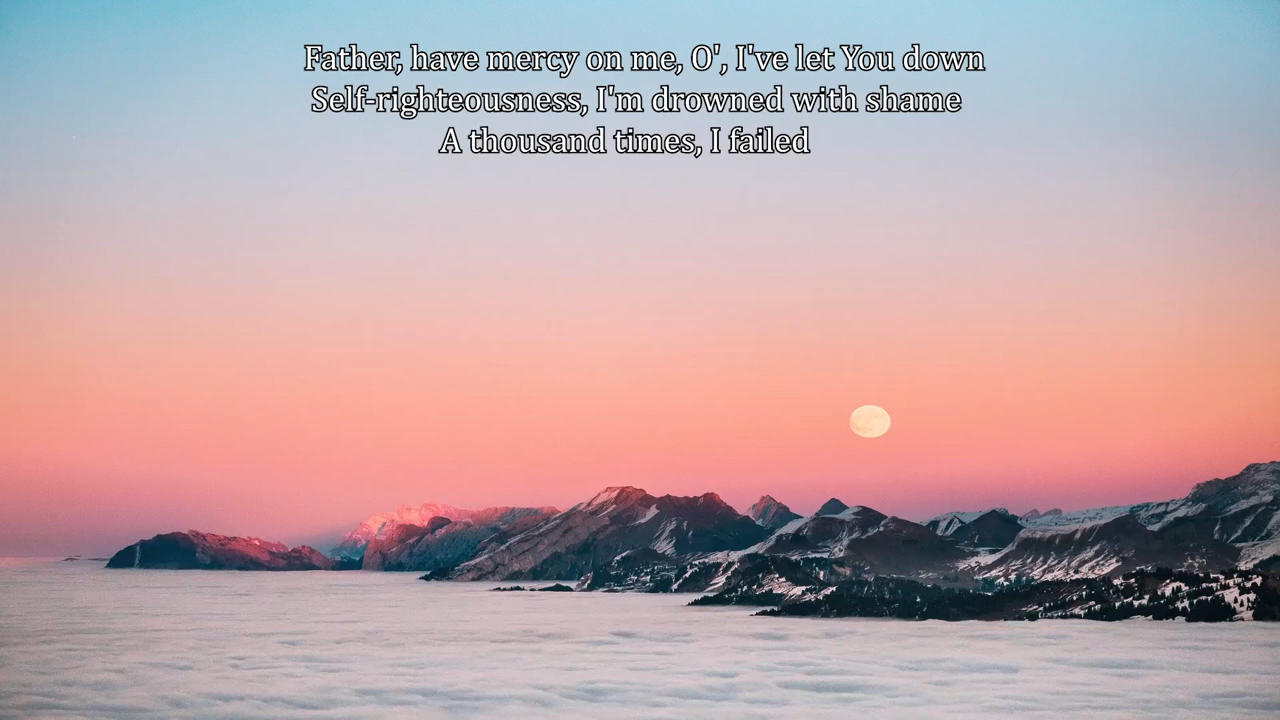 Father, have mercy on me, O', I've let You down
Self-righteousness, I'm drowned with shame
A thousand times, I failed